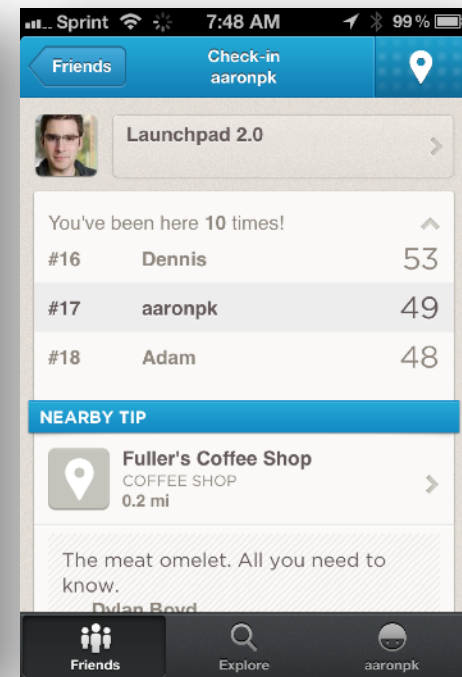 Sprint 7:48 AM 99%
Friends
Check-in
aaronpk
Launchpad 2.0
You've been here 10 times!
#16 Dennis 53
#17 aaronpk 49
#18 Adam 48
NEARBY TIP
Fuller's Coffee Shop
COFFEE SHOP
0.2 mi
The meat omelet. All you need to
know.
Dylan Boyd
Friends Explore aaronpk